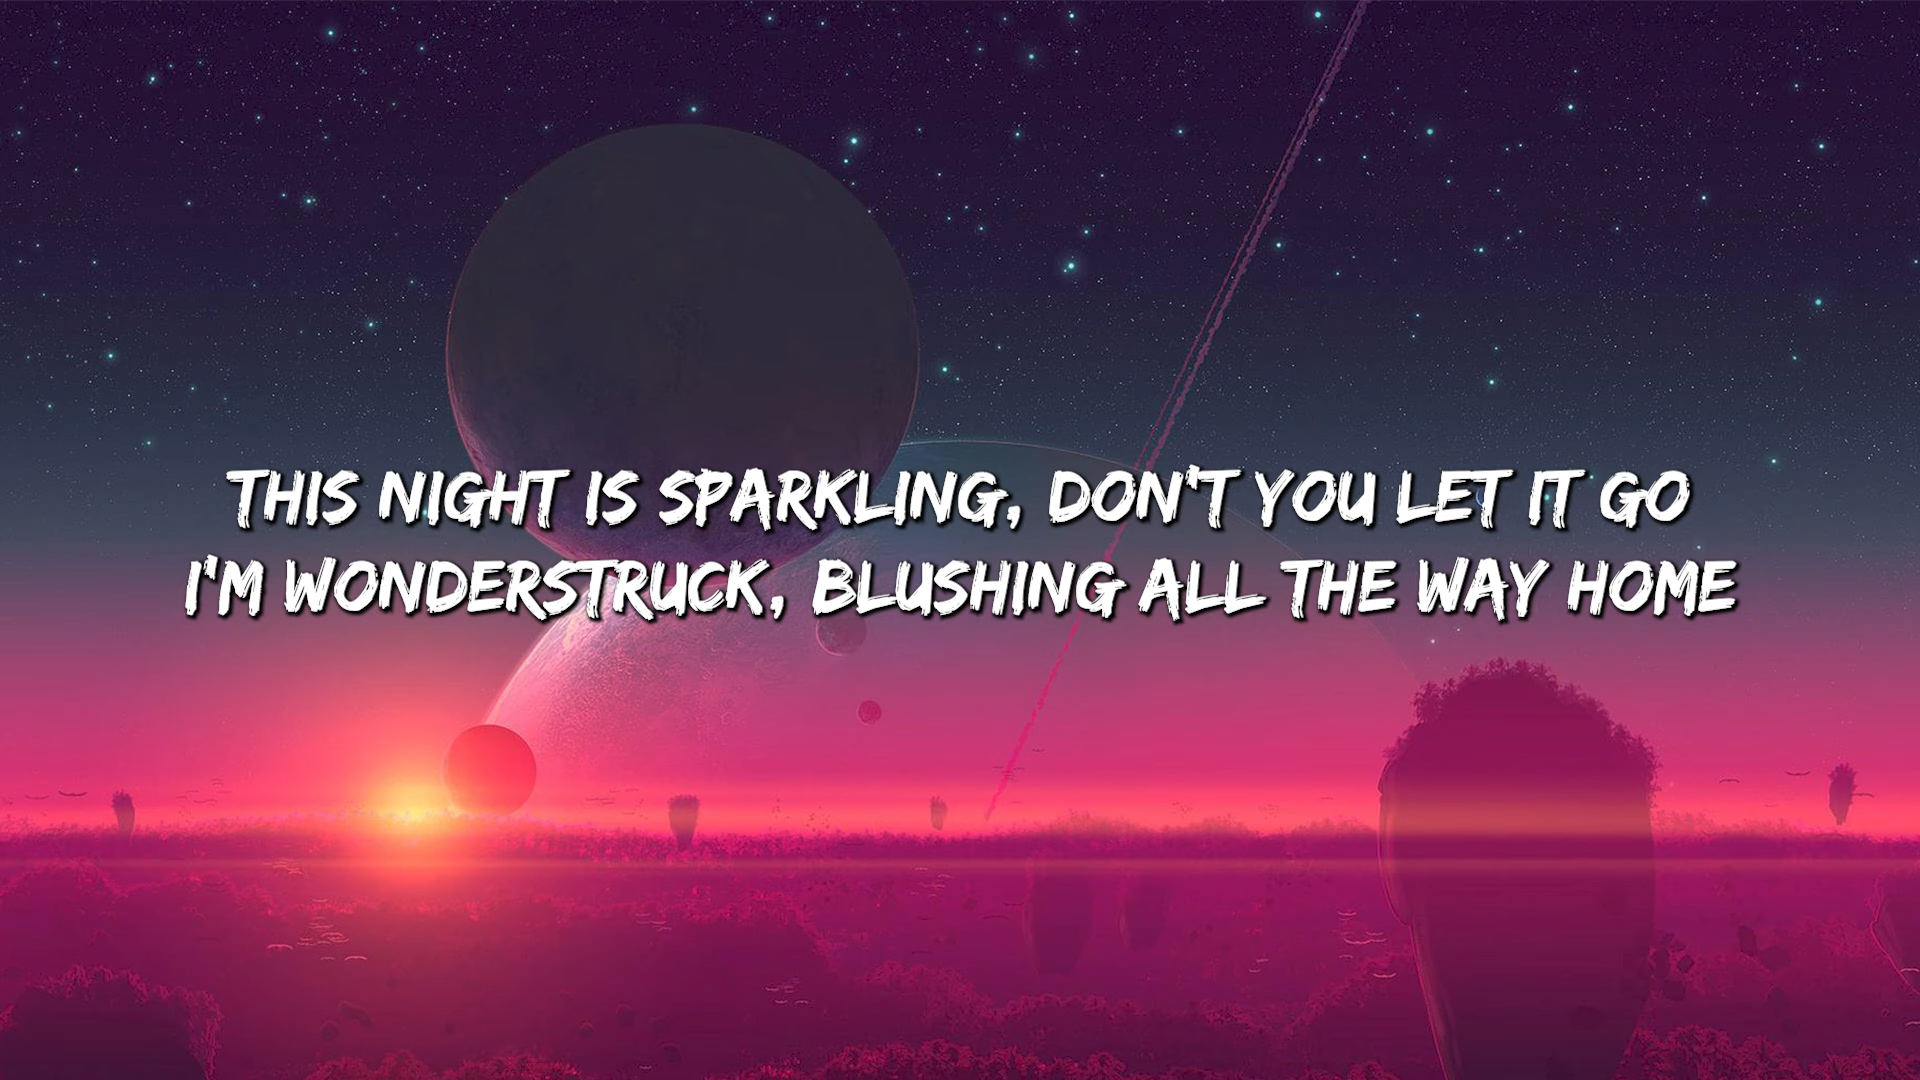 THIS NIGHT IS SPARKLING, DON'T YOU LET IT GO
I'M WONDERSTRUCK, BLUSHING ALL THE WAY HOME